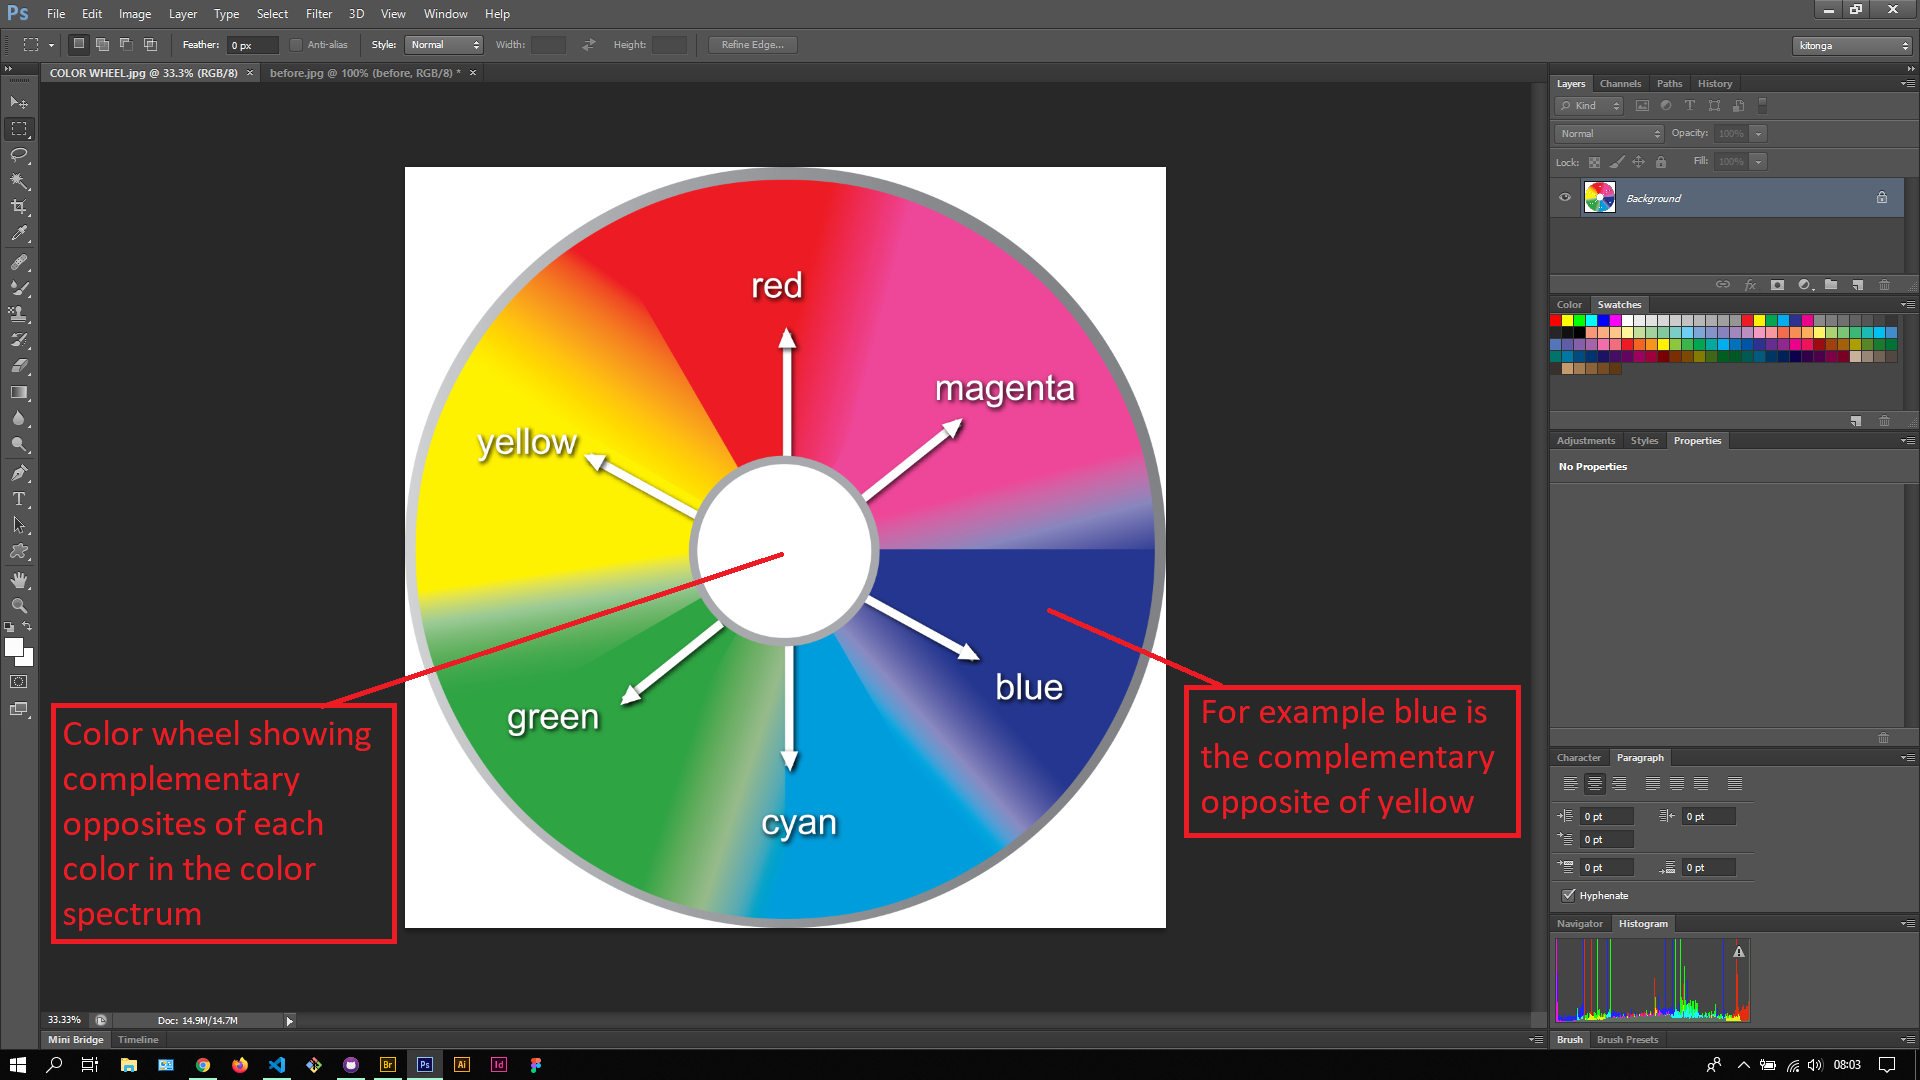 Ps File Edit Image Layer Type Select Filter 3D View Window Help
Feather: 0 px Anti-alias Style: Normal Width: Height: Refine Edge... kitonga
COLOR WHEEL.jpg @ 33.3% (RGB/8) × before.jpg @ 100% (before, RGB/8) * ×
red
magenta
yellow
blue
green
cyan
Color wheel showing
complementary
opposites of each
color in the color
spectrum
For example blue is
the complementary
opposite of yellow
Layers Channels Paths History
Kind
Normal Opacity: 100%
Lock: Fill: 100%
Background
fx
Color Swatches
Adjustments Styles Properties
No Properties
Character Paragraph
0 pt 0 pt
0 pt
0 pt 0 pt
Hyphenate
Navigator Histogram
33.33% Doc: 14.9M/14.7M
Mini Bridge Timeline
Brush Brush Presets
Br Ps Ai Id 08:03